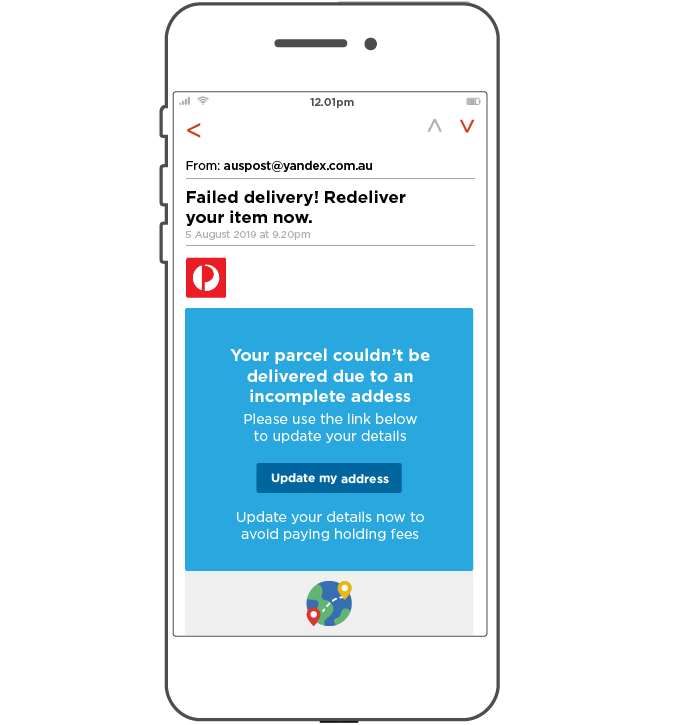 12.01pm
From: auspost@yandex.com.au
Failed delivery! Redeliver
your item now.
5 August 2019 at 9.20pm
Your parcel couldn’t be
delivered due to an
incomplete addess
Please use the link below
to update your details
Update my address
Update your details now to
avoid paying holding fees